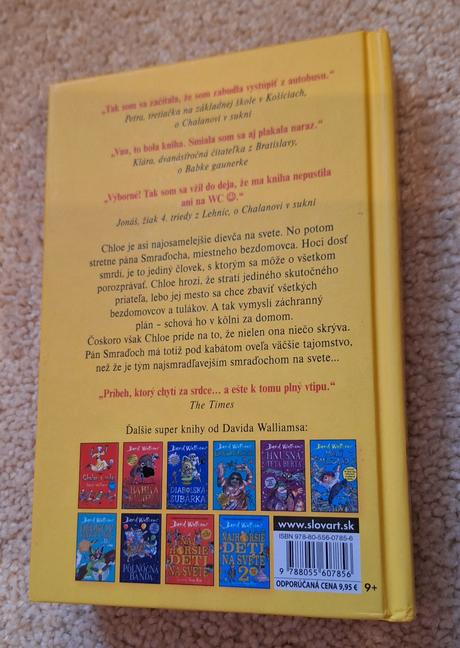 „Tak som sa začítala, že som zabudla vystúpiť z autobusu.“
Petra, tretiačka na základnej škole v Košiciach,
o Chalanovi v sukni
„Vau, to bola kniha. Smiala som sa aj plakala naraz.“
Klára, dvanásťročná čitateľka z Bratislavy,
o Babke gaunerke
„Výborné! Tak som sa vžil do deja, že ma kniha nepustila
ani na WC ☺.“
Jonáš, žiak 4. triedy z Lehníc, o Chalanovi v sukni
Chloe je asi najosamelejšie dievča na svete. No potom
stretne pána Smraďocha, miestneho bezdomovca. Hoci dosť
smrdí, je to jediný človek, s ktorým sa môže o všetkom
porozprávať. Chloe hrozí, že stratí jediného skutočného
priateľa, lebo jej mesto sa chce zbaviť všetkých
bezdomovcov a tulákov. A tak vymyslí záchranný
plán – schová ho v kôlni za domom.
Čoskoro však Chloe príde na to, že nielen ona niečo skrýva.
Pán Smraďoch má totiž pod kabátom oveľa väčšie tajomstvo,
než že je tým najsmradľavejším smraďochom na svete...
„Príbeh, ktorý chytí za srdce... a ešte k tomu plný vtipu.“
The Times
Ďalšie super knihy od Davida Walliamsa:
David Walliams
BABKA
David Walliams
DIABOLSKÁ
ZUBÁRKA
David Walliams
HNUSNÁ
TETA BERTA
David Walliams
David Walliams
POLNOČNÁ
BANDA
David Walliams
NAJHORŠIE
DETI
NA SVETE
David Walliams
NAJHORŠIE
DETI
NA SVETE
2
www.slovart.sk
ISBN 978-80-556-0785-6
9 788055 607856
ODPORÚČANÁ CENA 9,95 €
9+